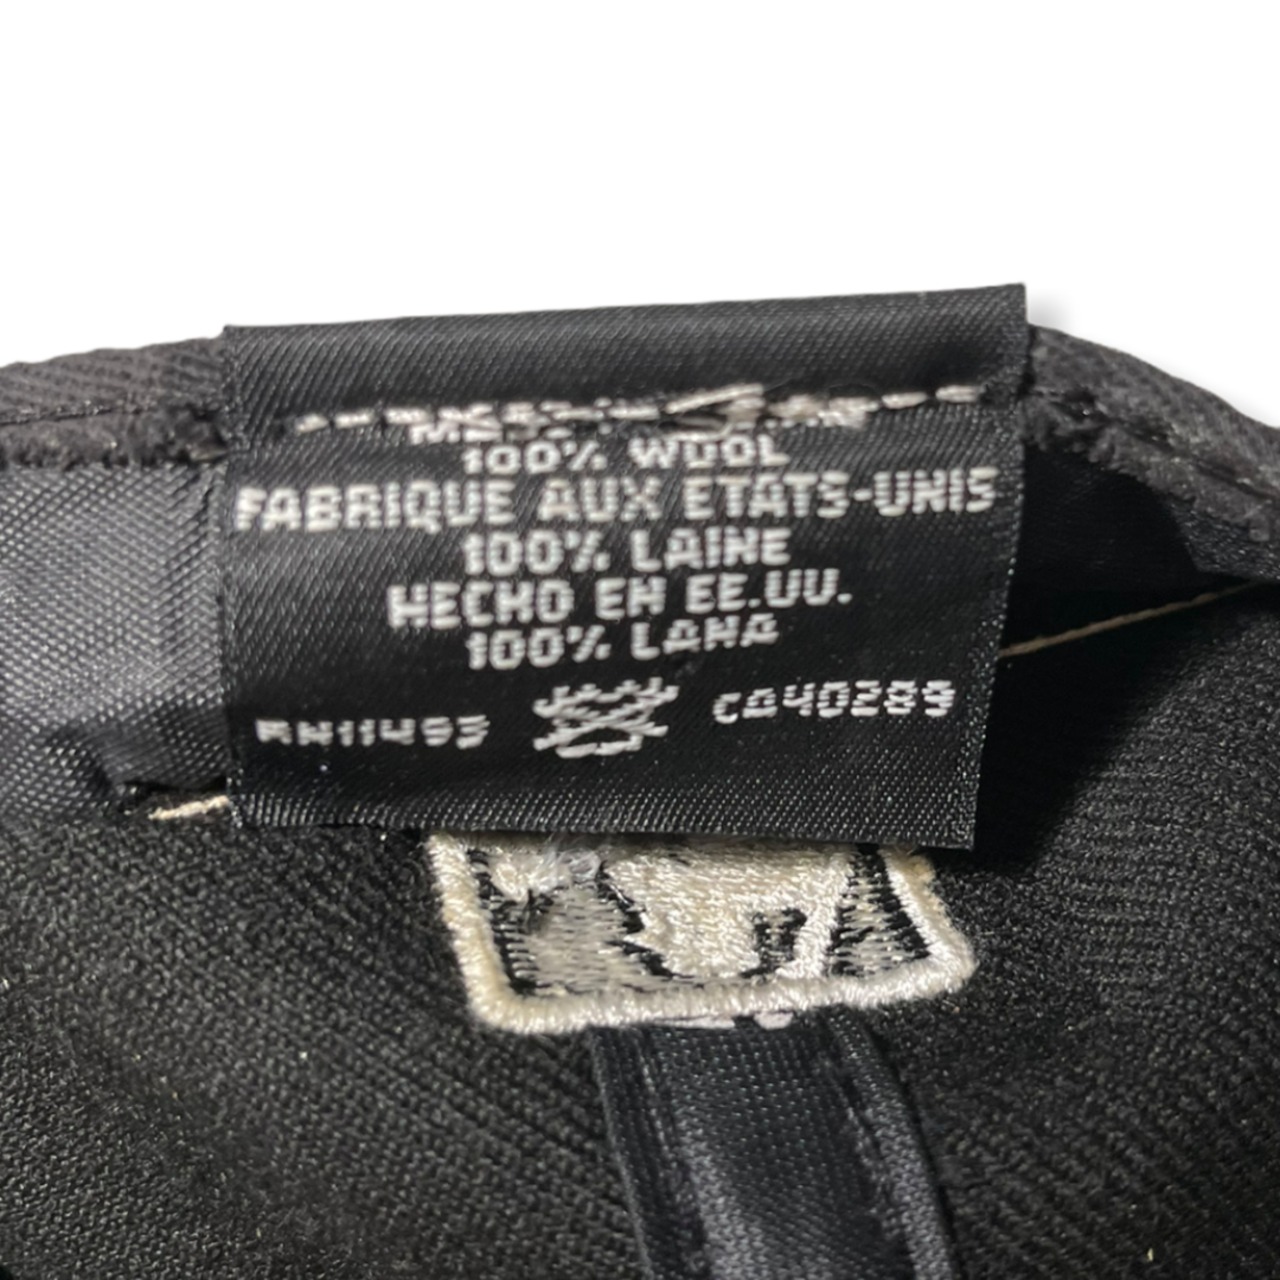 100% WOOL
FABRIQUE AUX ETATS-UNIS
100% LAINE
HECHO EN EE.UU.
100% LANA
RN11493 CA40289